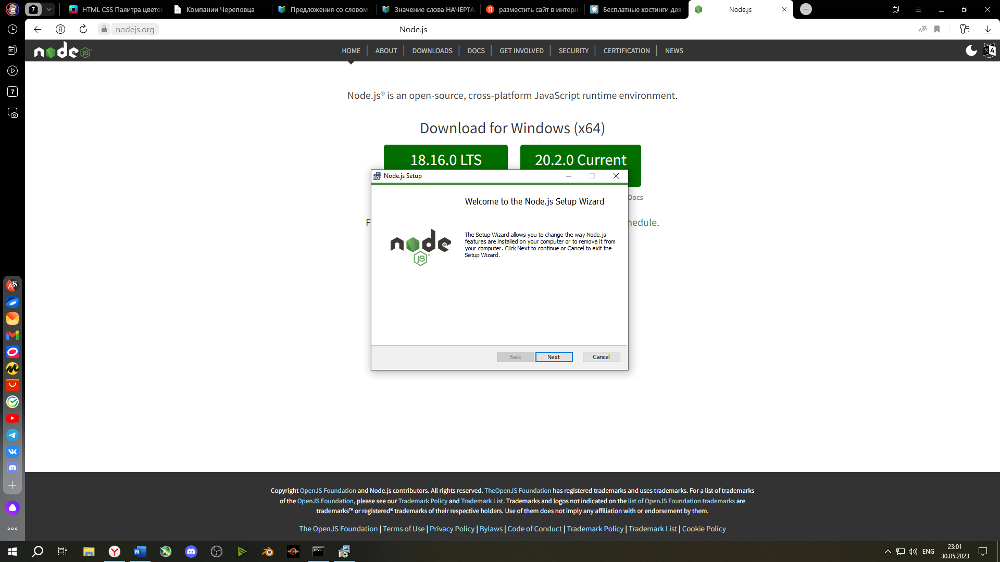 7
HTML CSS Палитра цветов
Компании Череповца
Предложения со словом
Значение слова НАЧЕРТА
разместить сайт в интерн
Бесплатные хостинги для
Node.js
nodejs.org
Node.js
node JS
HOME
ABOUT
DOWNLOADS
DOCS
GET INVOLVED
SECURITY
CERTIFICATION
NEWS
7
Node.js® is an open-source, cross-platform JavaScript runtime environment.
Download for Windows (x64)
18.16.0 LTS
20.2.0 Current
Docs
F
hedule.
Node.js Setup
Welcome to the Node.js Setup Wizard
node
JS
The Setup Wizard allows you to change the way Node.js
features are installed on your computer or to remove it from
your computer. Click Next to continue or Cancel to exit the
Setup Wizard.
Back
Next
Cancel
Copyright OpenJS Foundation and Node.js contributors. All rights reserved. TheOpenJS Foundation has registered trademarks and uses trademarks. For a list of trademarks
of the OpenJS Foundation, please see our Trademark Policy and Trademark List. Trademarks and logos not indicated on the list of OpenJS Foundation trademarks are
trademarks™ or registered® trademarks of their respective holders. Use of them does not imply any affiliation with or endorsement by them.
The OpenJS Foundation | Terms of Use | Privacy Policy | Bylaws | Code of Conduct | Trademark Policy | Trademark List | Cookie Policy
ENG
23:01
30.05.2023